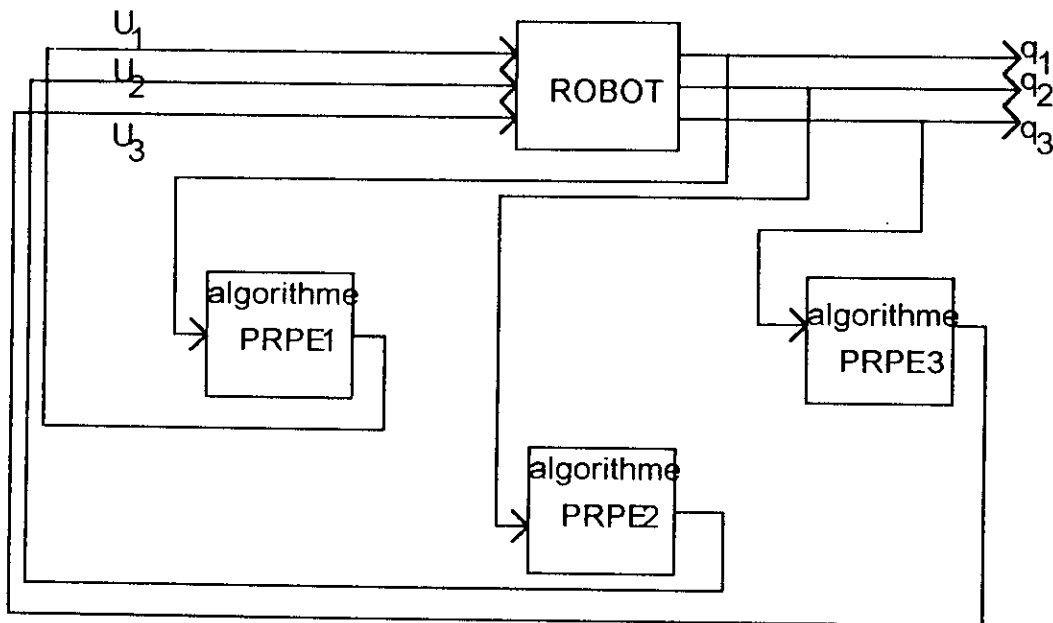 U1
U2
U3
ROBOT
q1
q2
q3
algorithme
PRPE1
algorithme
PRPE2
algorithme
PRPE3